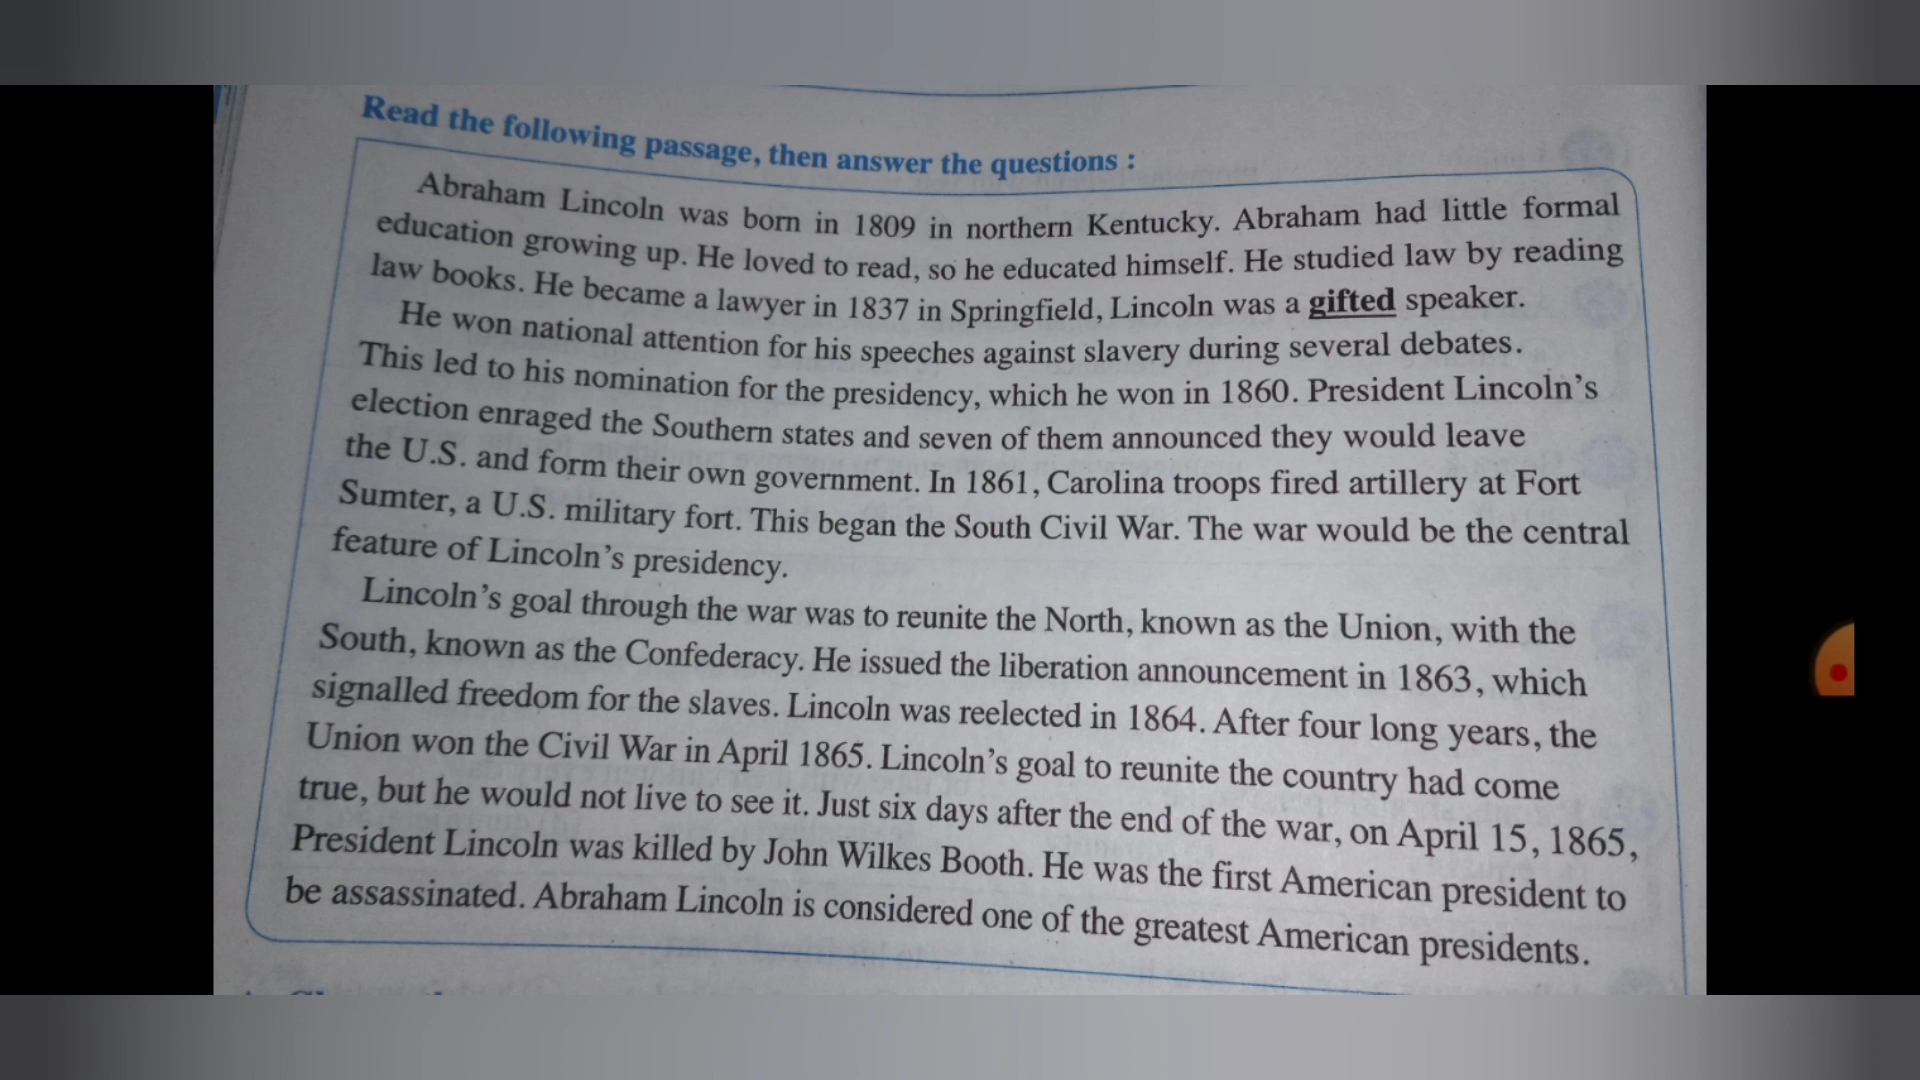 Read the following passage, then answer the questions :
Abraham Lincoln was born in 1809 in northern Kentucky. Abraham had little formal
education growing up. He loved to read, so he educated himself. He studied law by reading
law books. He became a lawyer in 1837 in Springfield, Lincoln was a gifted speaker.
He won national attention for his speeches against slavery during several debates.
This led to his nomination for the presidency, which he won in 1860. President Lincoln's
election enraged the Southern states and seven of them announced they would leave
the U.S. and form their own government. In 1861, Carolina troops fired artillery at Fort
Sumter, a U.S. military fort. This began the South Civil War. The war would be the central
feature of Lincoln's presidency.
Lincoln's goal through the war was to reunite the North, known as the Union, with the
South, known as the Confederacy. He issued the liberation announcement in 1863, which
signalled freedom for the slaves. Lincoln was reelected in 1864. After four long years, the
Union won the Civil War in April 1865. Lincoln's goal to reunite the country had come
true, but he would not live to see it. Just six days after the end of the war, on April 15, 1865,
President Lincoln was killed by John Wilkes Booth. He was the first American president to
be assassinated. Abraham Lincoln is considered one of the greatest American presidents.